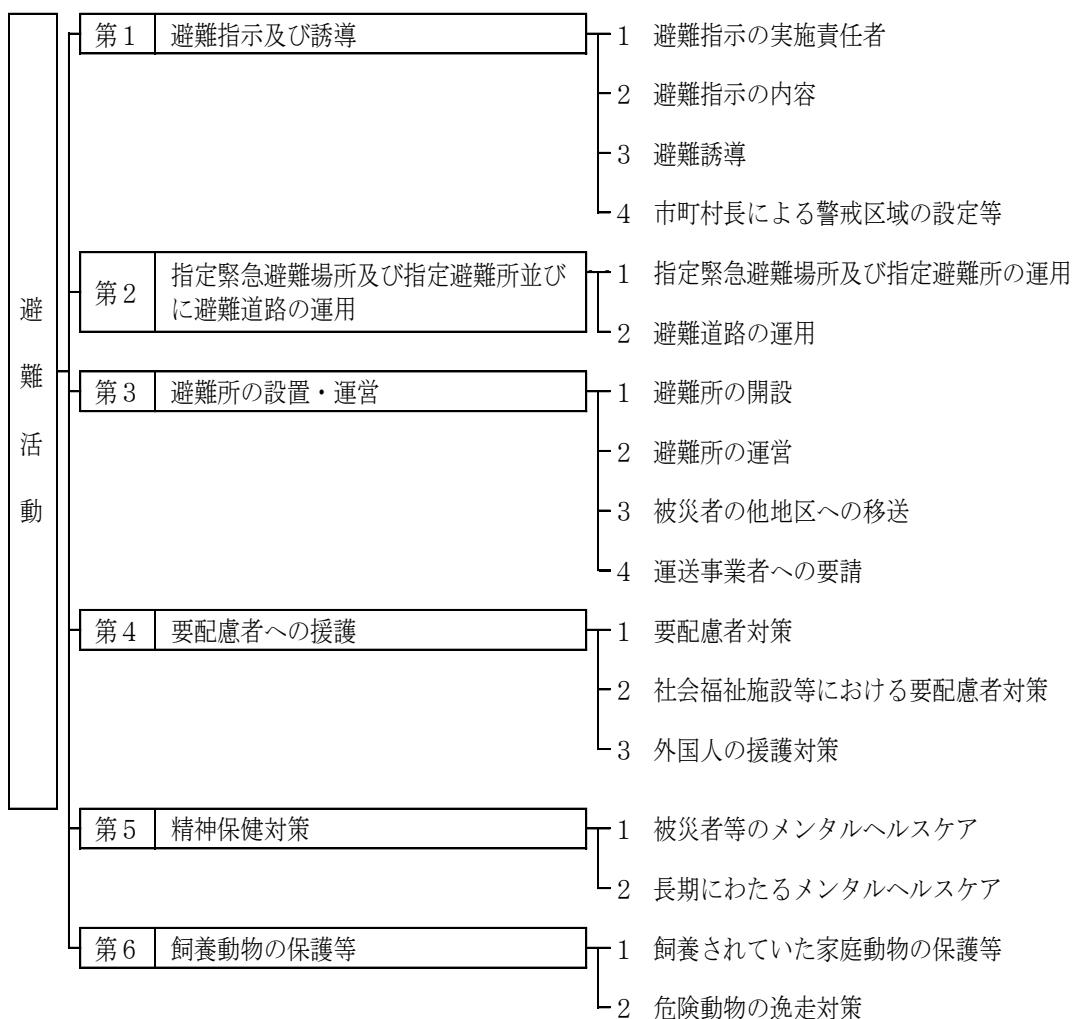 避難活動
第1 避難指示及び誘導
1 避難指示の実施責任者
2 避難指示の内容
3 避難誘導
4 市町村長による警戒区域の設定等
第2 指定緊急避難場所及び指定避難所並び
に避難道路の運用
1 指定緊急避難場所及び指定避難所の運用
2 避難道路の運用
第3 避難所の設置・運営
1 避難所の開設
2 避難所の運営
3 被災者の他地区への移送
4 運送事業者への要請
第4 要配慮者への援護
1 要配慮者対策
2 社会福祉施設等における要配慮者対策
3 外国人の援護対策
第5 精神保健対策
1 被災者等のメンタルヘルスケア
2 長期にわたるメンタルヘルスケア
第6 飼養動物の保護等
1 飼養されていた家庭動物の保護等
2 危険動物の逸走対策